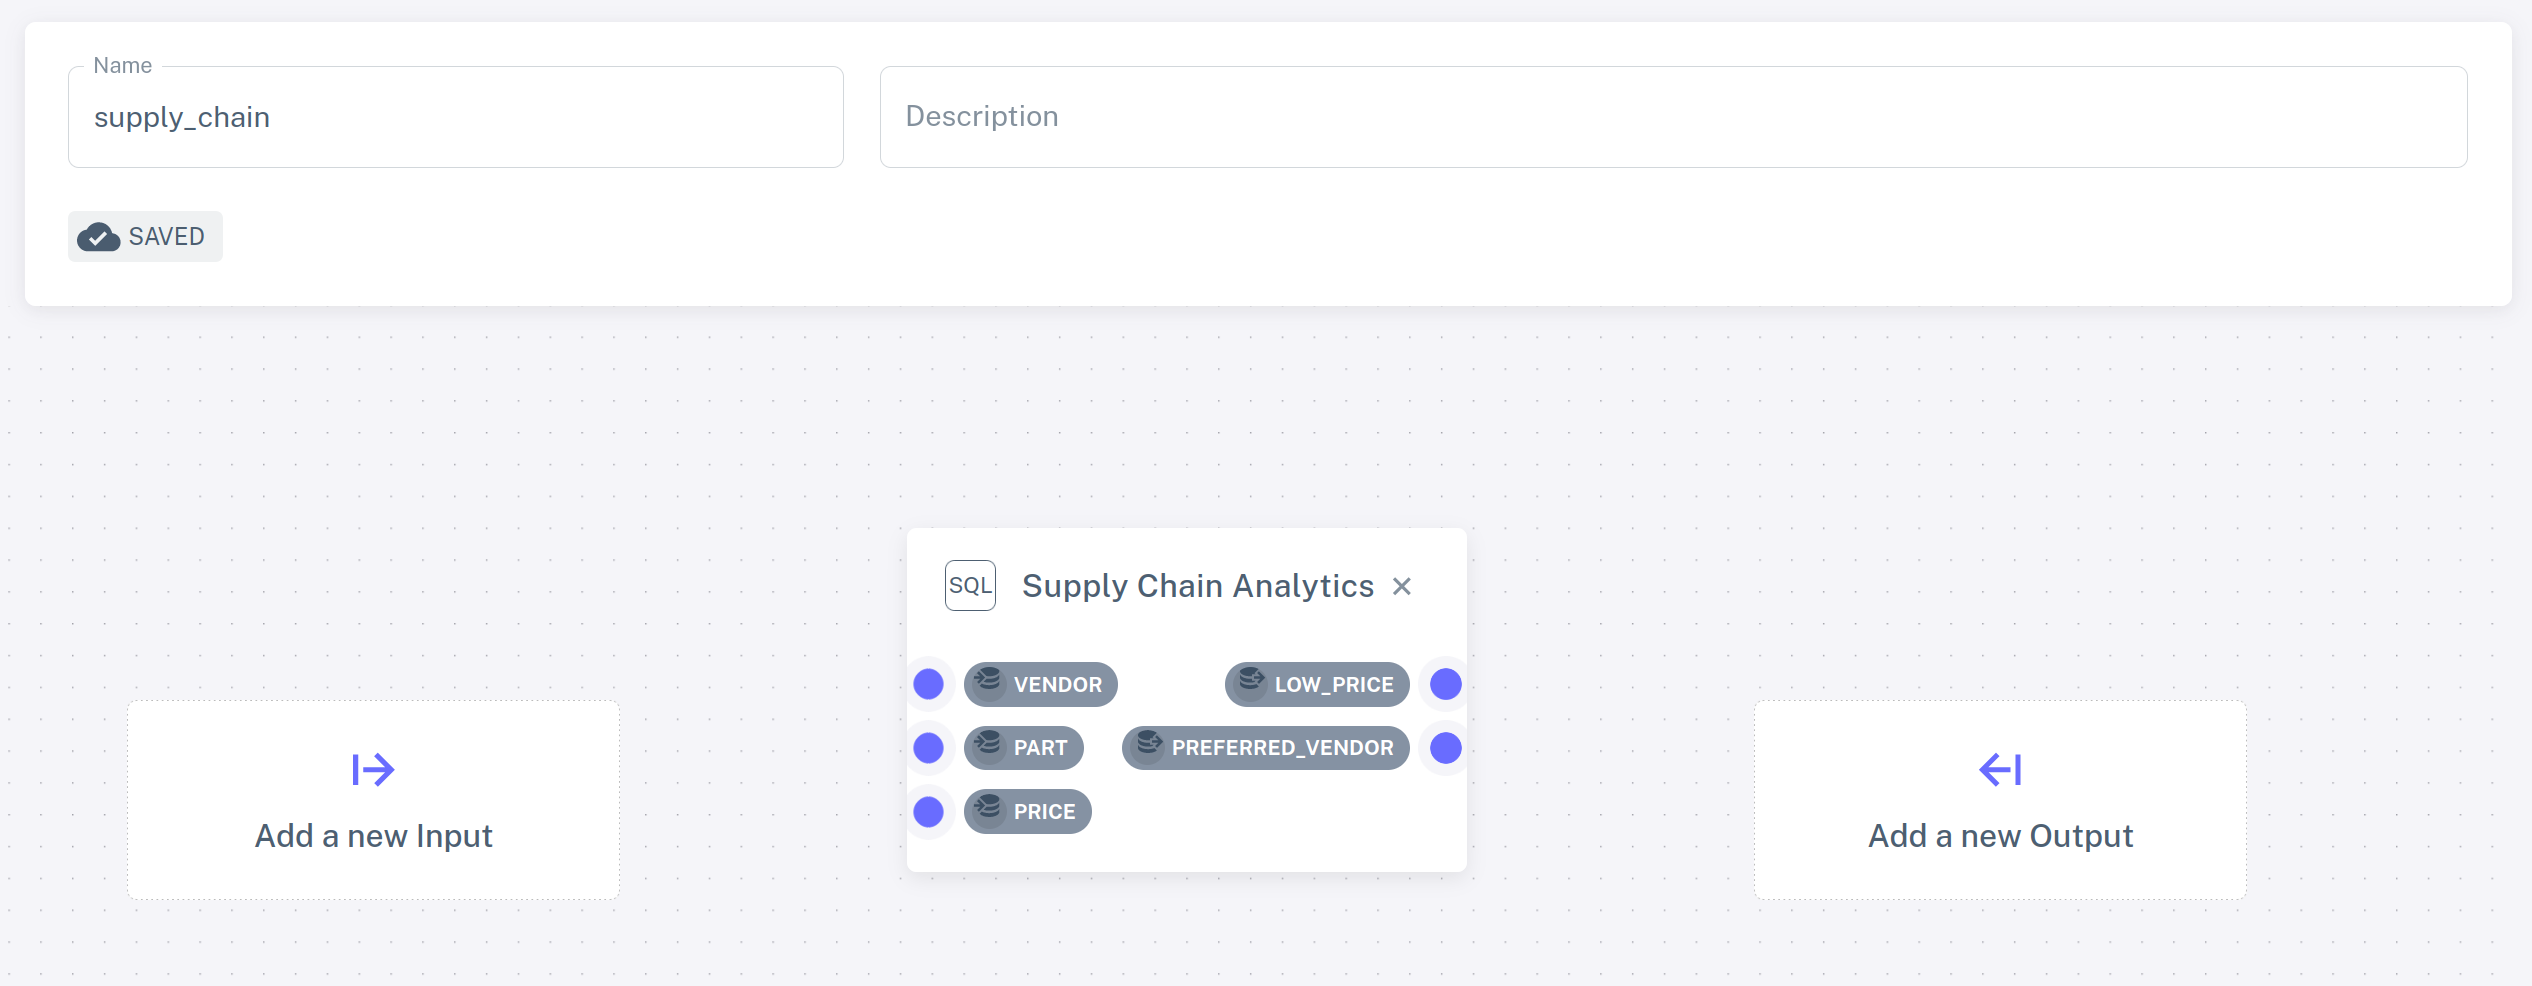 Name
supply_chain
Description
SAVED
SQL
Supply Chain Analytics
VENDOR
LOW_PRICE
PART
PREFERRED_VENDOR
PRICE
Add a new Input
Add a new Output